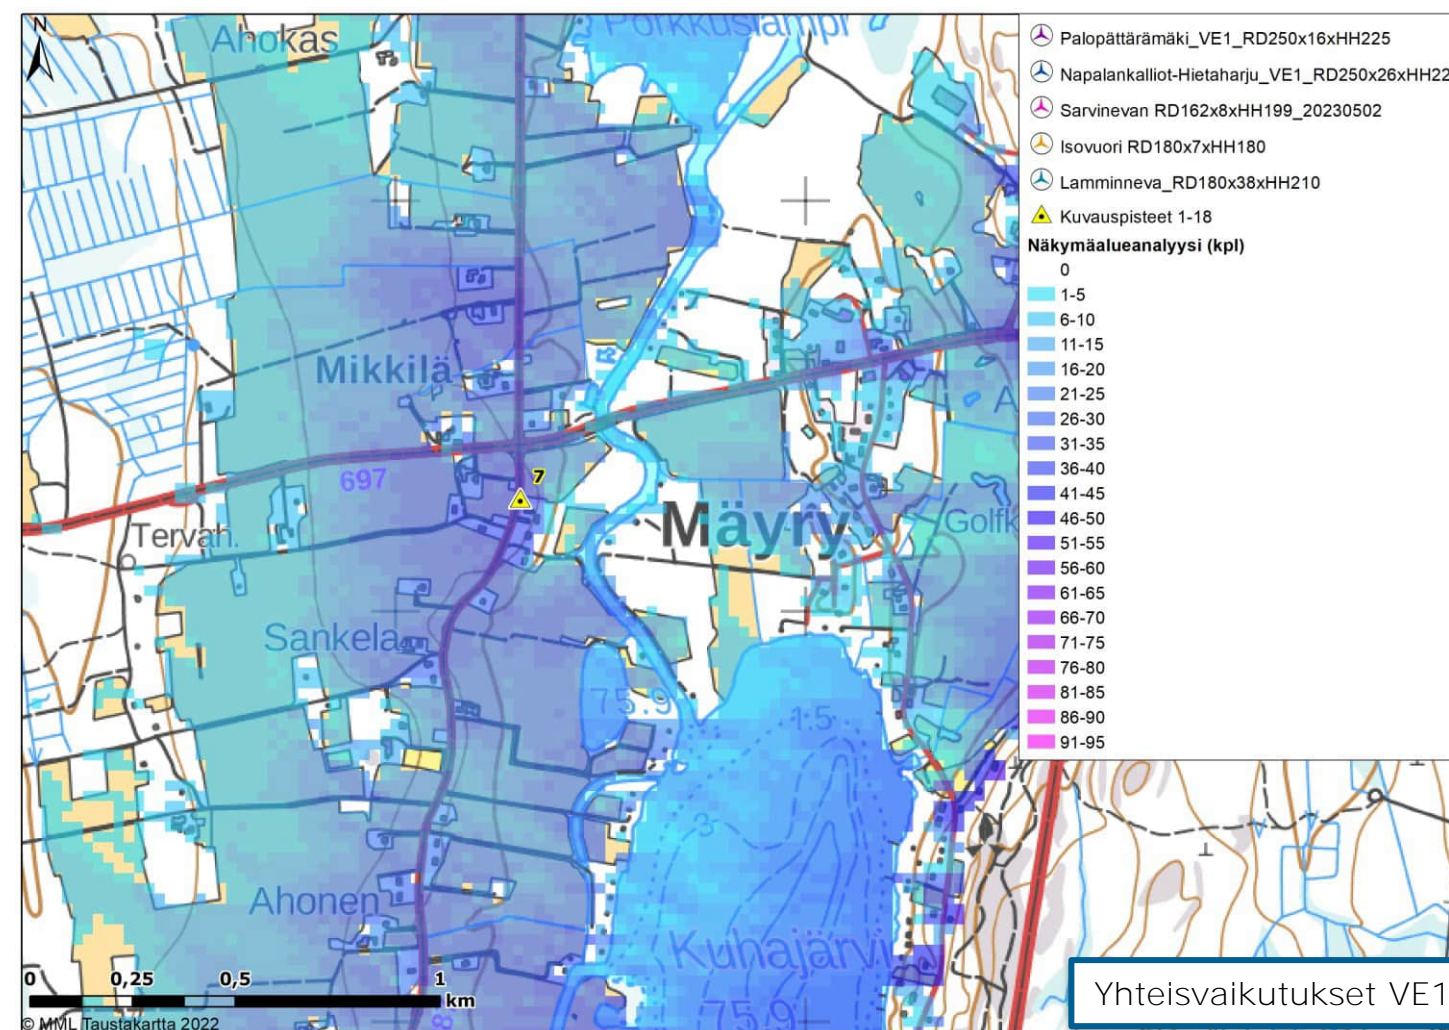 N
Ahokas
Porkkuslampi
Mikkilä
697
7
Mäyry
Tervah.
Golfk
A
Sankela
75.9
1.5
3
Ahonen
Kuhajärvi
75.9
8
0 0,25 0,5 1
km
© MML Taustakartta 2022
Palopättärämäki_VE1_RD250x16xHH225
Napalankalliot-Hietaharju_VE1_RD250x26xHH22
Sarvinevan RD162x8xHH199_20230502
Isovuori RD180x7xHH180
Lamminneva_RD180x38xHH210
Kuvauspisteet 1-18
Näkymäalueanalyysi (kpl)
0
1-5
6-10
11-15
16-20
21-25
26-30
31-35
36-40
41-45
46-50
51-55
56-60
61-65
66-70
71-75
76-80
81-85
86-90
91-95
Yhteisvaikutukset VE1